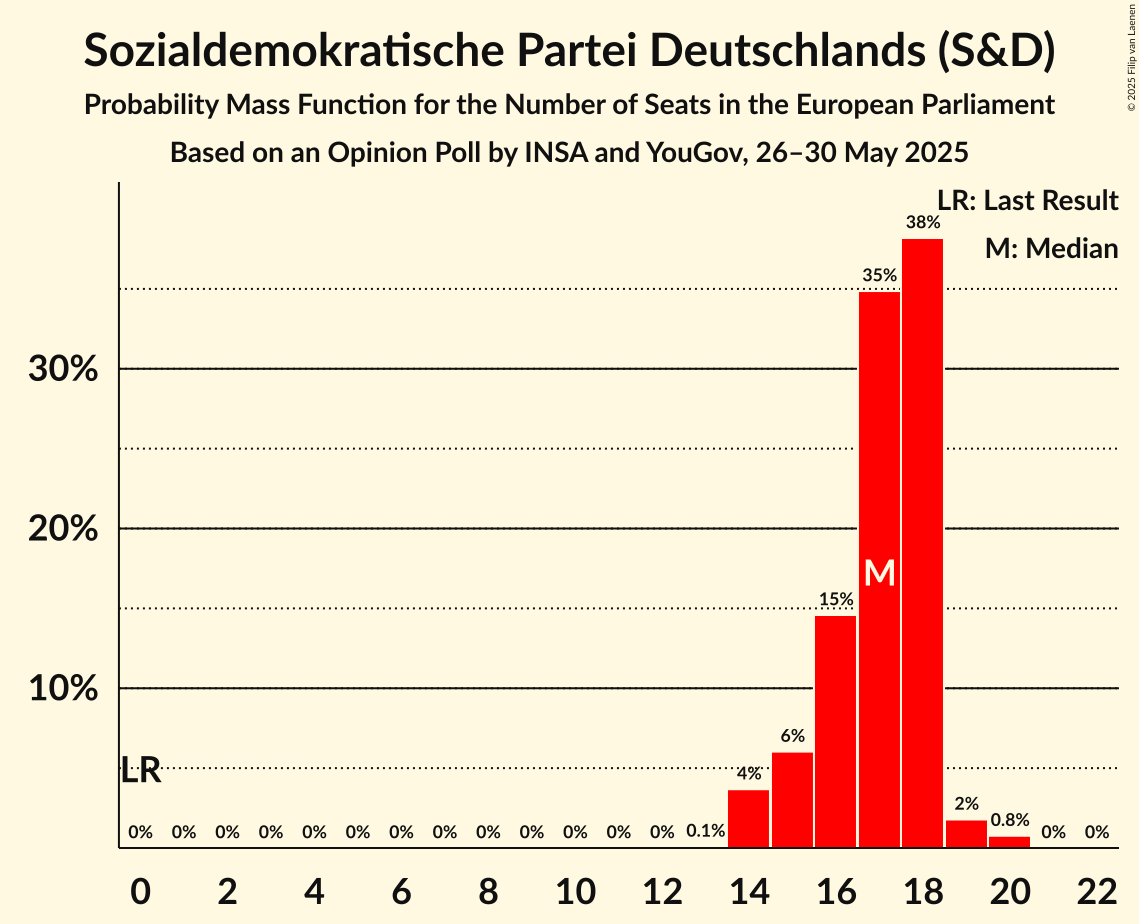 Sozialdemokratische Partei Deutschlands (S&D)
Probability Mass Function for the Number of Seats in the European Parliament
Based on an Opinion Poll by INSA and YouGov, 26–30 May 2025
© 2025 Filip van Laenen
LR: Last Result
M: Median
38%
35%
30%
20%
M
15%
10%
6%
LR
4%
2%
0.8%
0% 0% 0% 0% 0% 0% 0% 0% 0% 0% 0% 0% 0% 0.1% 0% 0%
0 2 4 6 8 10 12 14 16 18 20 22